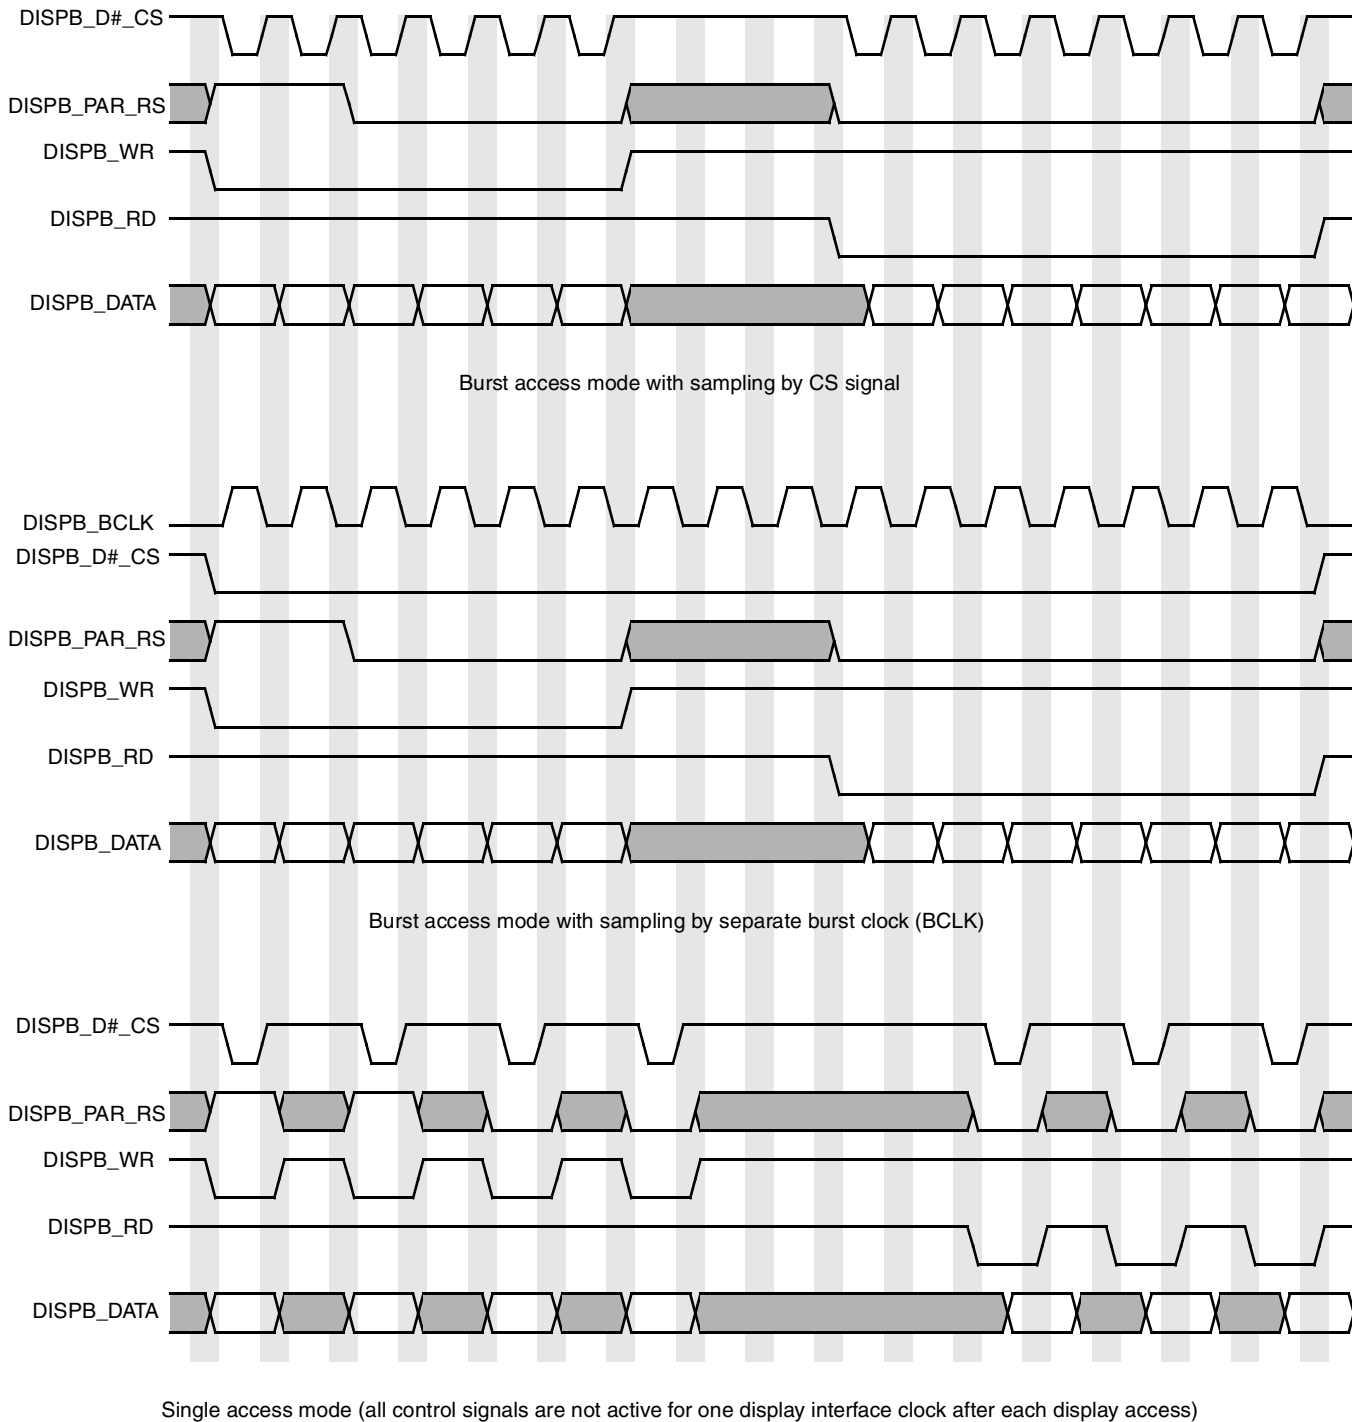 DISPB_D#_CS
DISPB_PAR_RS
DISPB_WR
DISPB_RD
DISPB_DATA
Burst access mode with sampling by CS signal
DISPB_BCLK
DISPB_D#_CS
DISPB_PAR_RS
DISPB_WR
DISPB_RD
DISPB_DATA
Burst access mode with sampling by separate burst clock (BCLK)
DISPB_D#_CS
DISPB_PAR_RS
DISPB_WR
DISPB_RD
DISPB_DATA
Single access mode (all control signals are not active for one display interface clock after each display access)